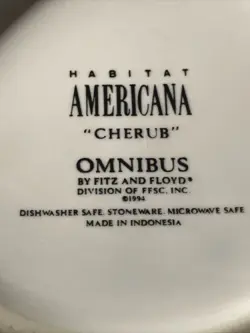 HABITAT
AMERICANA
"CHERUB"
OMNIBUS
BY FITZ AND FLOYD®
DIVISION OF FFSC, INC.
©1994
DISHWASHER SAFE. STONEWARE. MICROWAVE SAFE
MADE IN INDONESIA